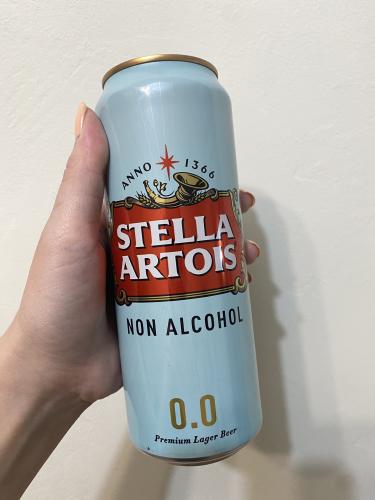 ANNO 1366
STELLA
ARTOIS
NON ALCOHOL
0.0
Premium Lager Beer